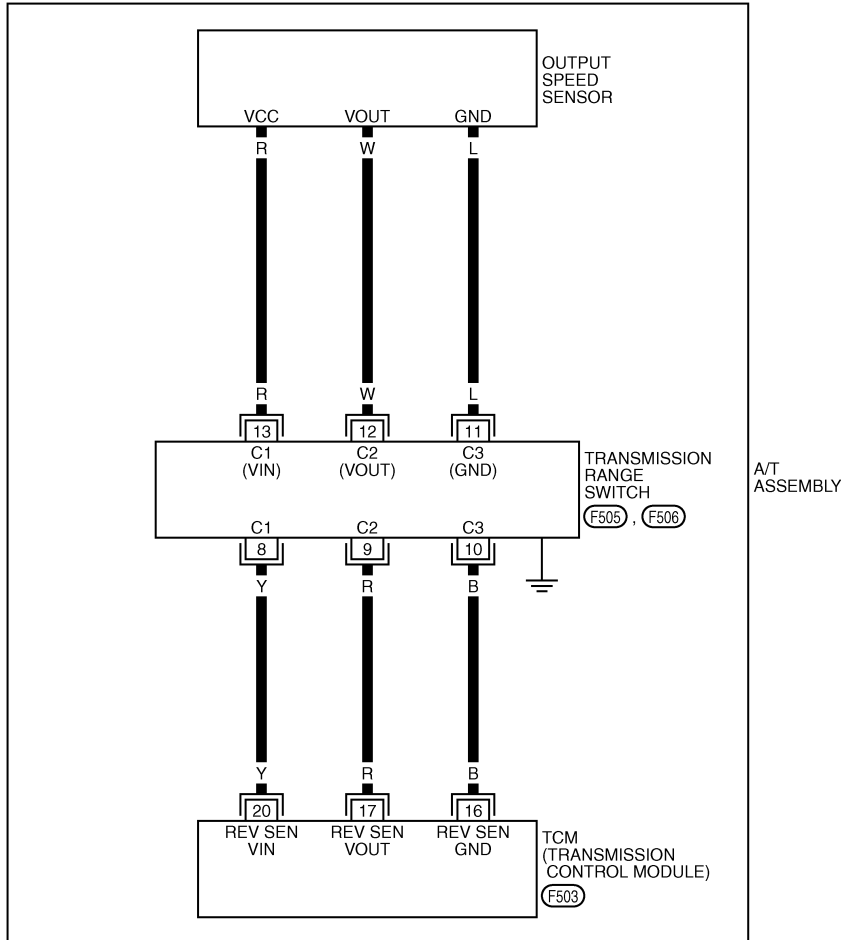 OUTPUT
SPEED
SENSOR
VCC VOUT GND
R W L
R W L
13 12 11
C1 C2 C3
(VIN) (VOUT) (GND)
TRANSMISSION
RANGE
SWITCH
F505 , F506
A/T
ASSEMBLY
C1 C2 C3
8 9 10
Y R B
Y R B
20 17 16
REV SEN REV SEN REV SEN
VIN VOUT GND
TCM
(TRANSMISSION
CONTROL MODULE)
F503